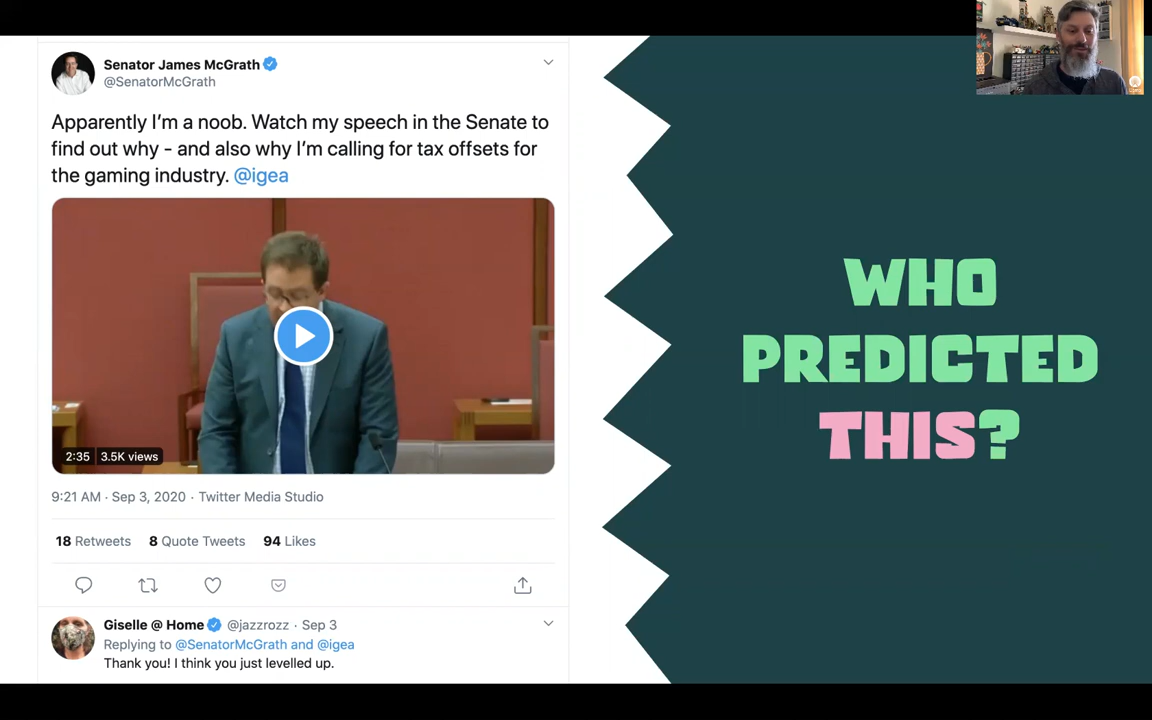 Senator James McGrath
@SenatorMcGrath
Apparently I'm a noob. Watch my speech in the Senate to
find out why - and also why I'm calling for tax offsets for
the gaming industry. @igea
2:35 3.5K views
9:21 AM · Sep 3, 2020 · Twitter Media Studio
18 Retweets 8 Quote Tweets 94 Likes
Giselle @ Home @jazzrozz · Sep 3
Replying to @SenatorMcGrath and @igea
Thank you! I think you just levelled up.
WHO
PREDICTED
THIS?